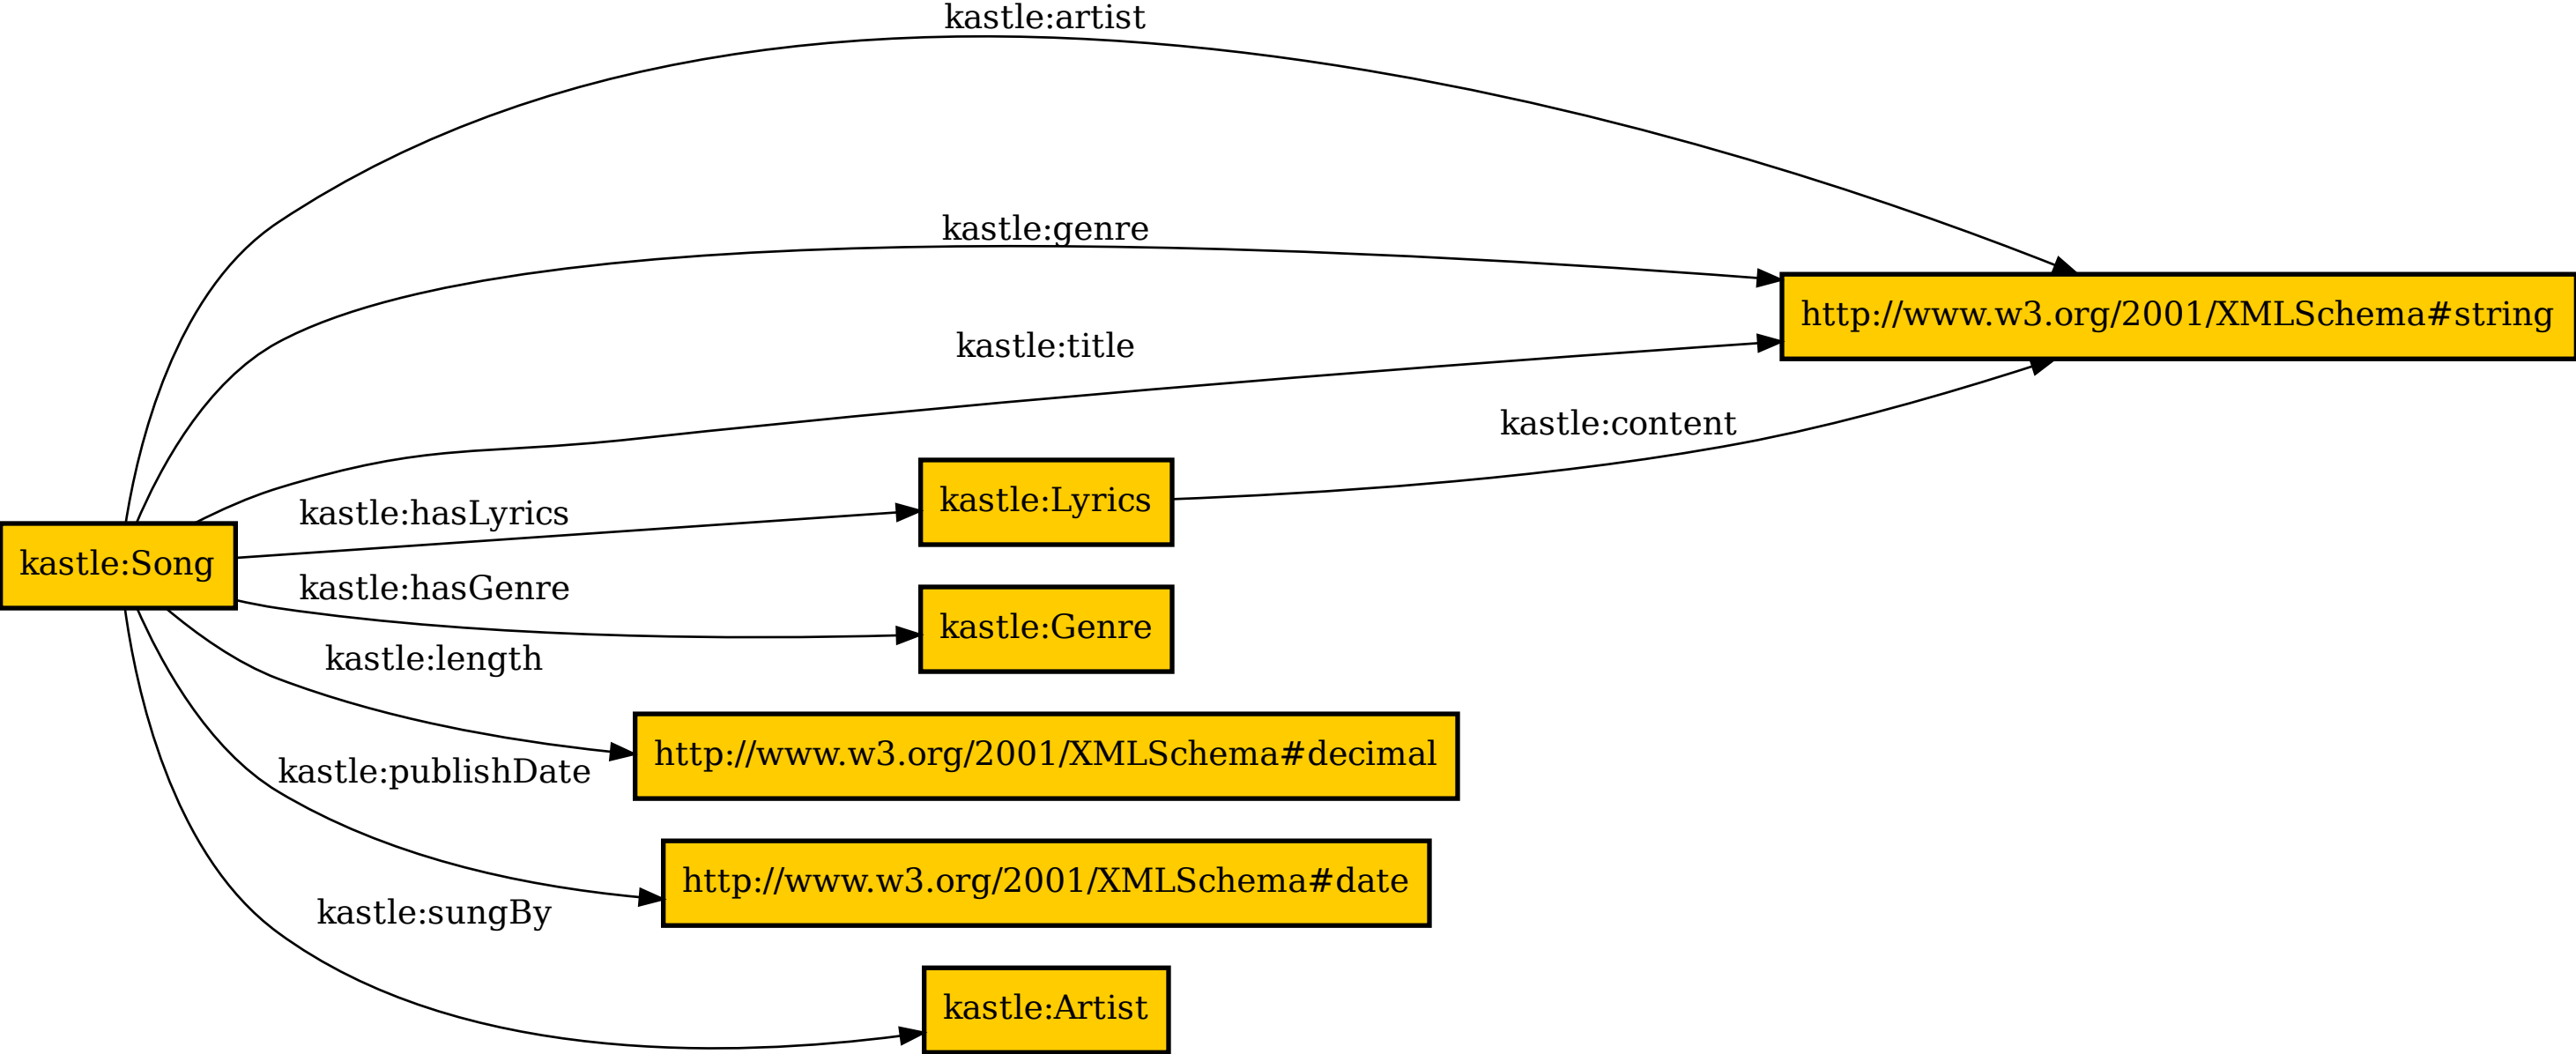 kastle:artist
kastle:genre
http://www.w3.org/2001/XMLSchema#string
kastle:title
kastle:content
kastle:Lyrics
kastle:hasLyrics
kastle:Song
kastle:hasGenre
kastle:Genre
kastle:length
http://www.w3.org/2001/XMLSchema#decimal
kastle:publishDate
http://www.w3.org/2001/XMLSchema#date
kastle:sungBy
kastle:Artist